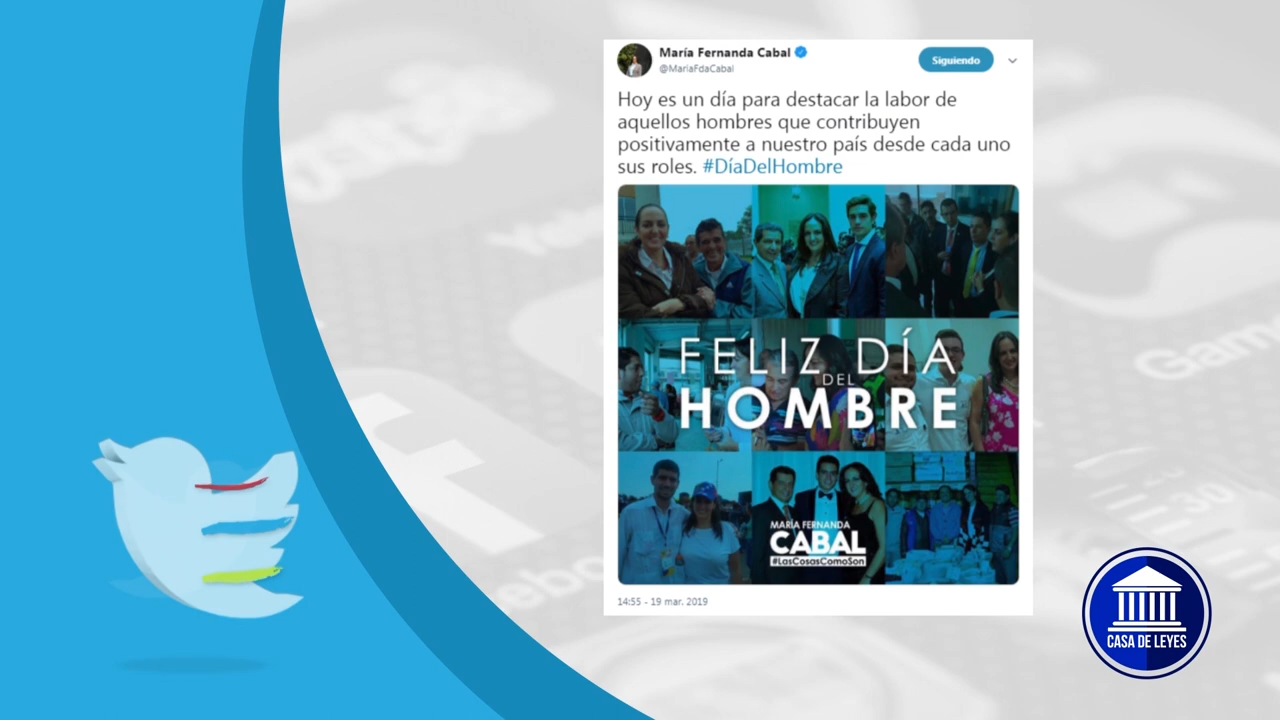 María Fernanda Cabal
@MariaFdaCabal
Siguiendo
Hoy es un día para destacar la labor de
aquellos hombres que contribuyen
positivamente a nuestro país desde cada uno
sus roles. #DíaDelHombre
FELIZ DÍA
DEL
HOMBRE
MARÍA FERNANDA
CABAL
#LasCosasComoSon
14:55 - 19 mar. 2019
CASA DE LEYES